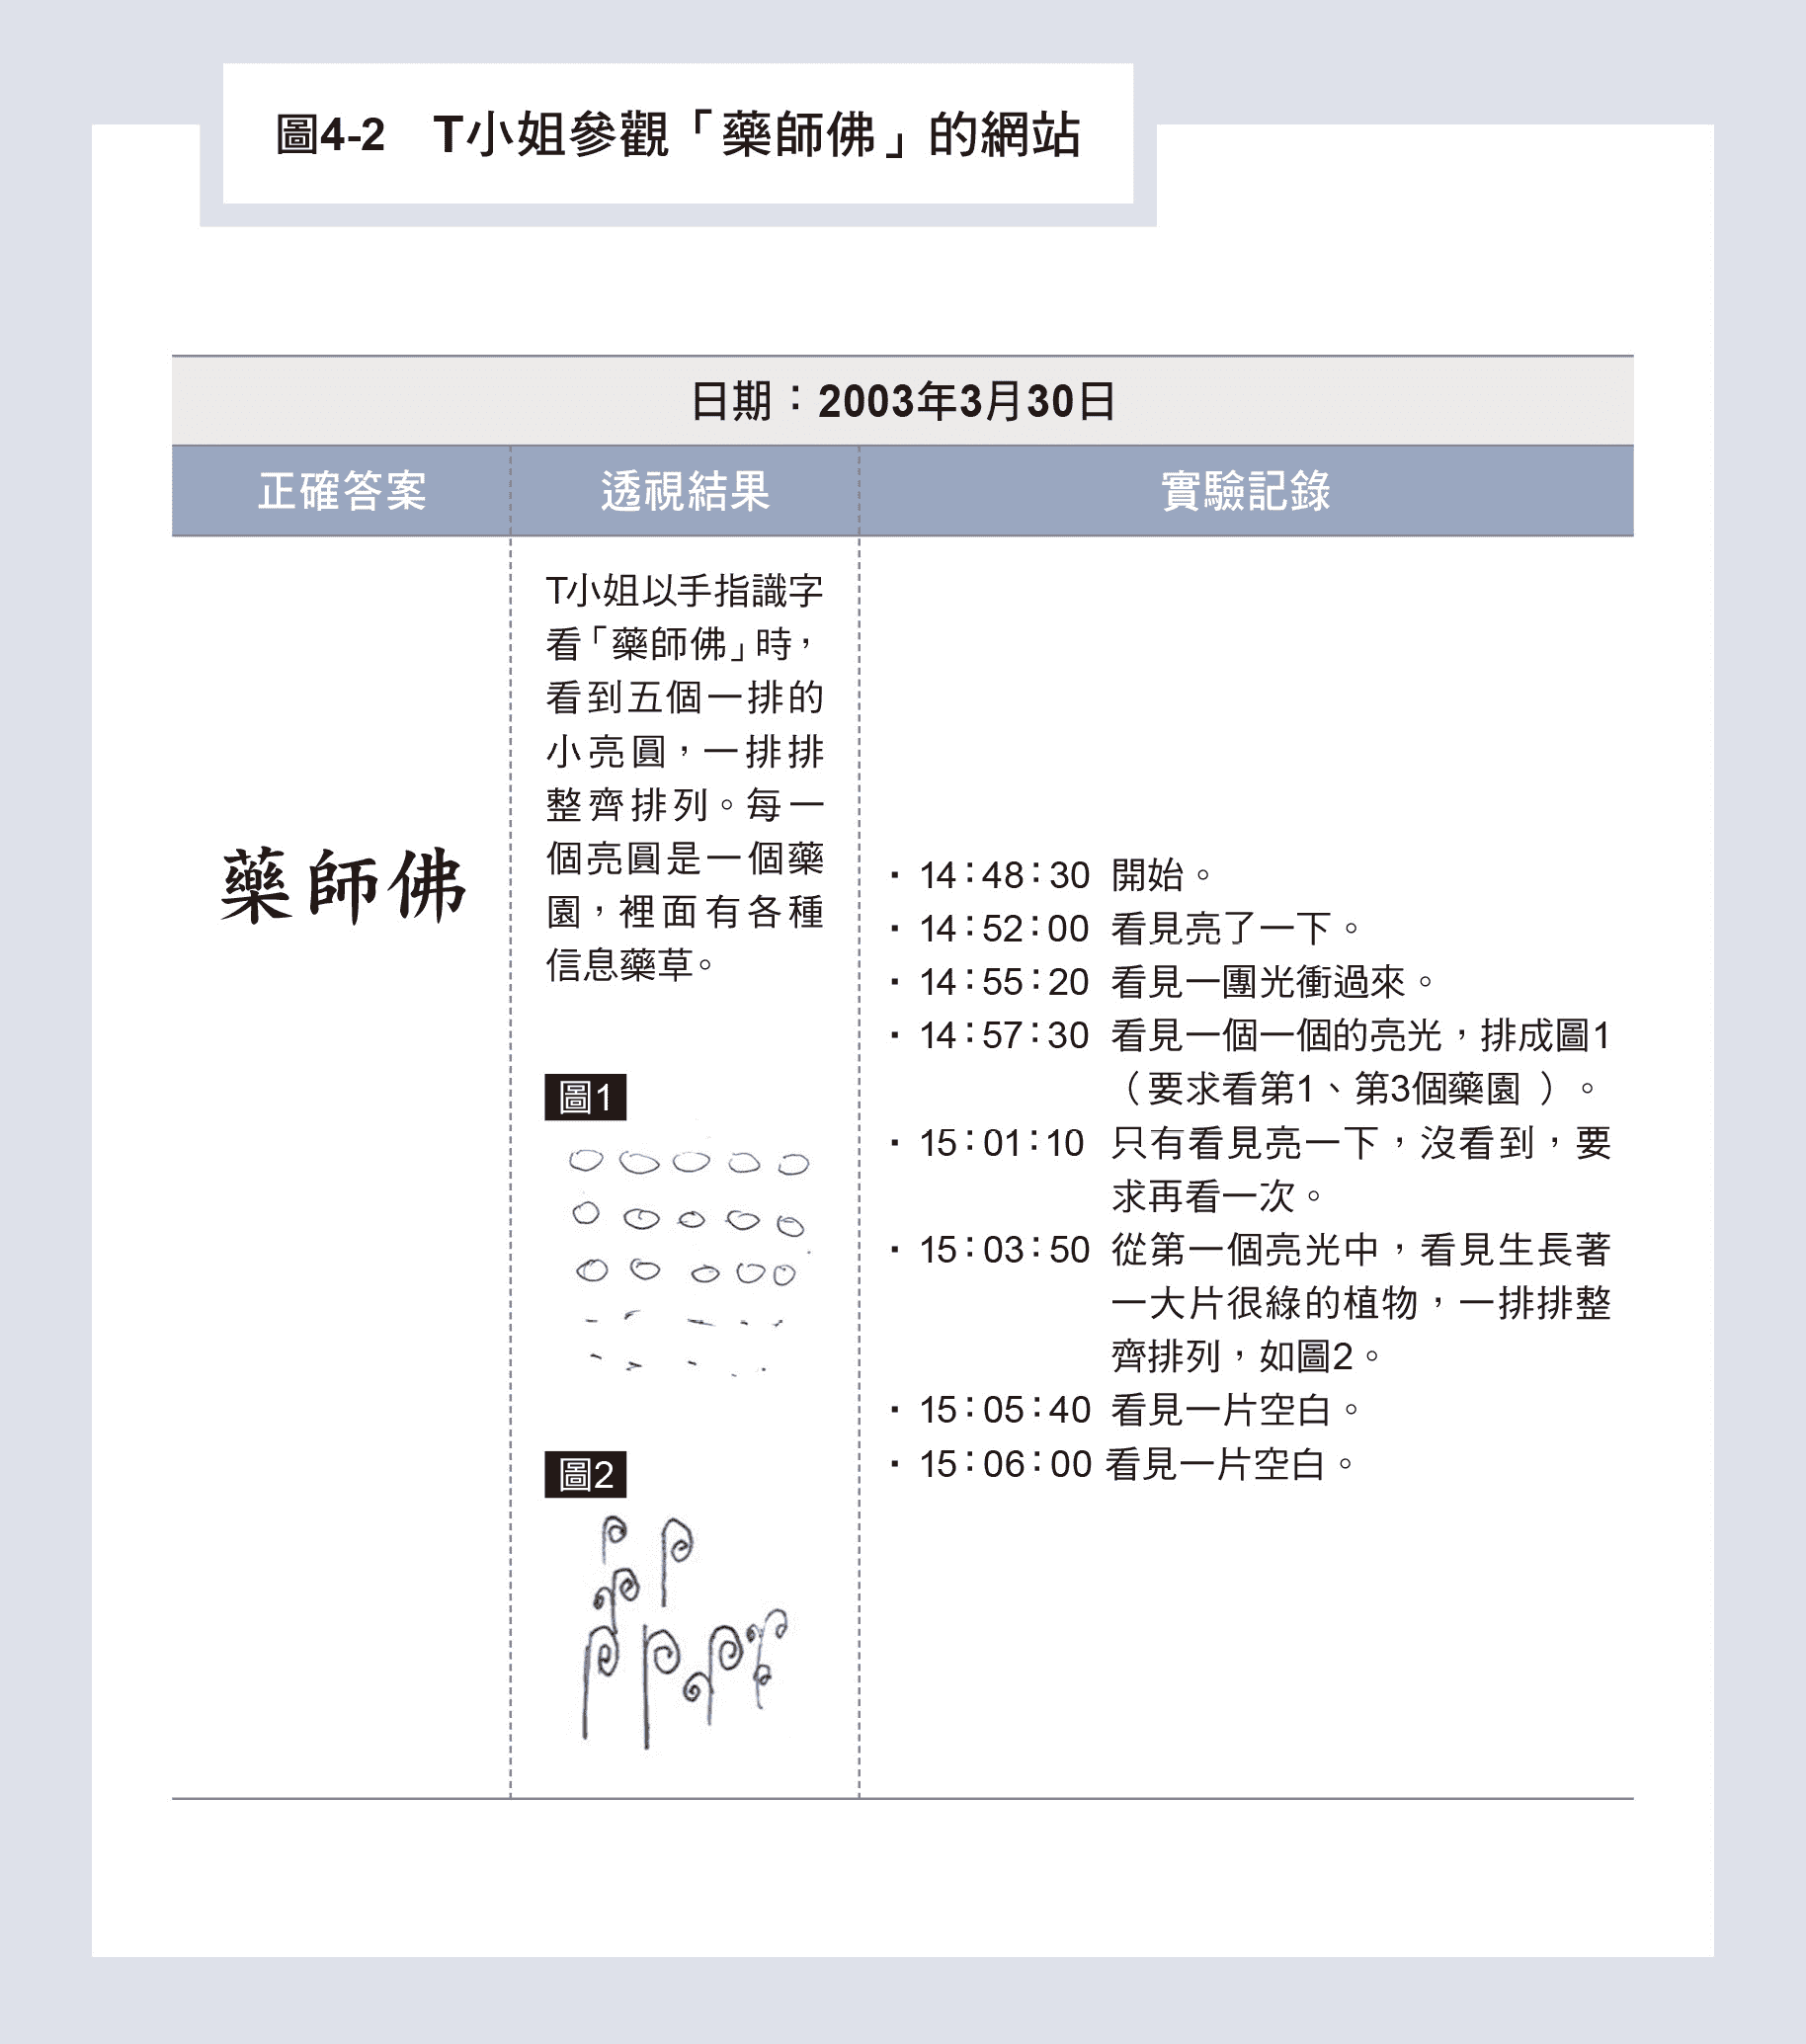 圖4-2　T小姐參觀「藥師佛」的網站
日期：2003年3月30日
正確答案
透視結果
實驗記錄
藥師佛
T小姐以手指識字
看「藥師佛」時，
看到五個一排的
小亮圓，一排排
整齊排列。每一
個亮圓是一個藥
園，裡面有各種
信息藥草。
圖1
圖2
· 14：48：30 開始。
· 14：52：00 看見亮了一下。
· 14：55：20 看見一團光衝過來。
· 14：57：30 看見一個一個的亮光，排成圖1
（要求看第1、第3個藥園 ）。
· 15：01：10 只有看見亮一下，沒看到，要
求再看一次。
· 15：03：50 從第一個亮光中，看見生長著
一大片很綠的植物，一排排整
齊排列，如圖2。
· 15：05：40 看見一片空白。
· 15：06：00 看見一片空白。